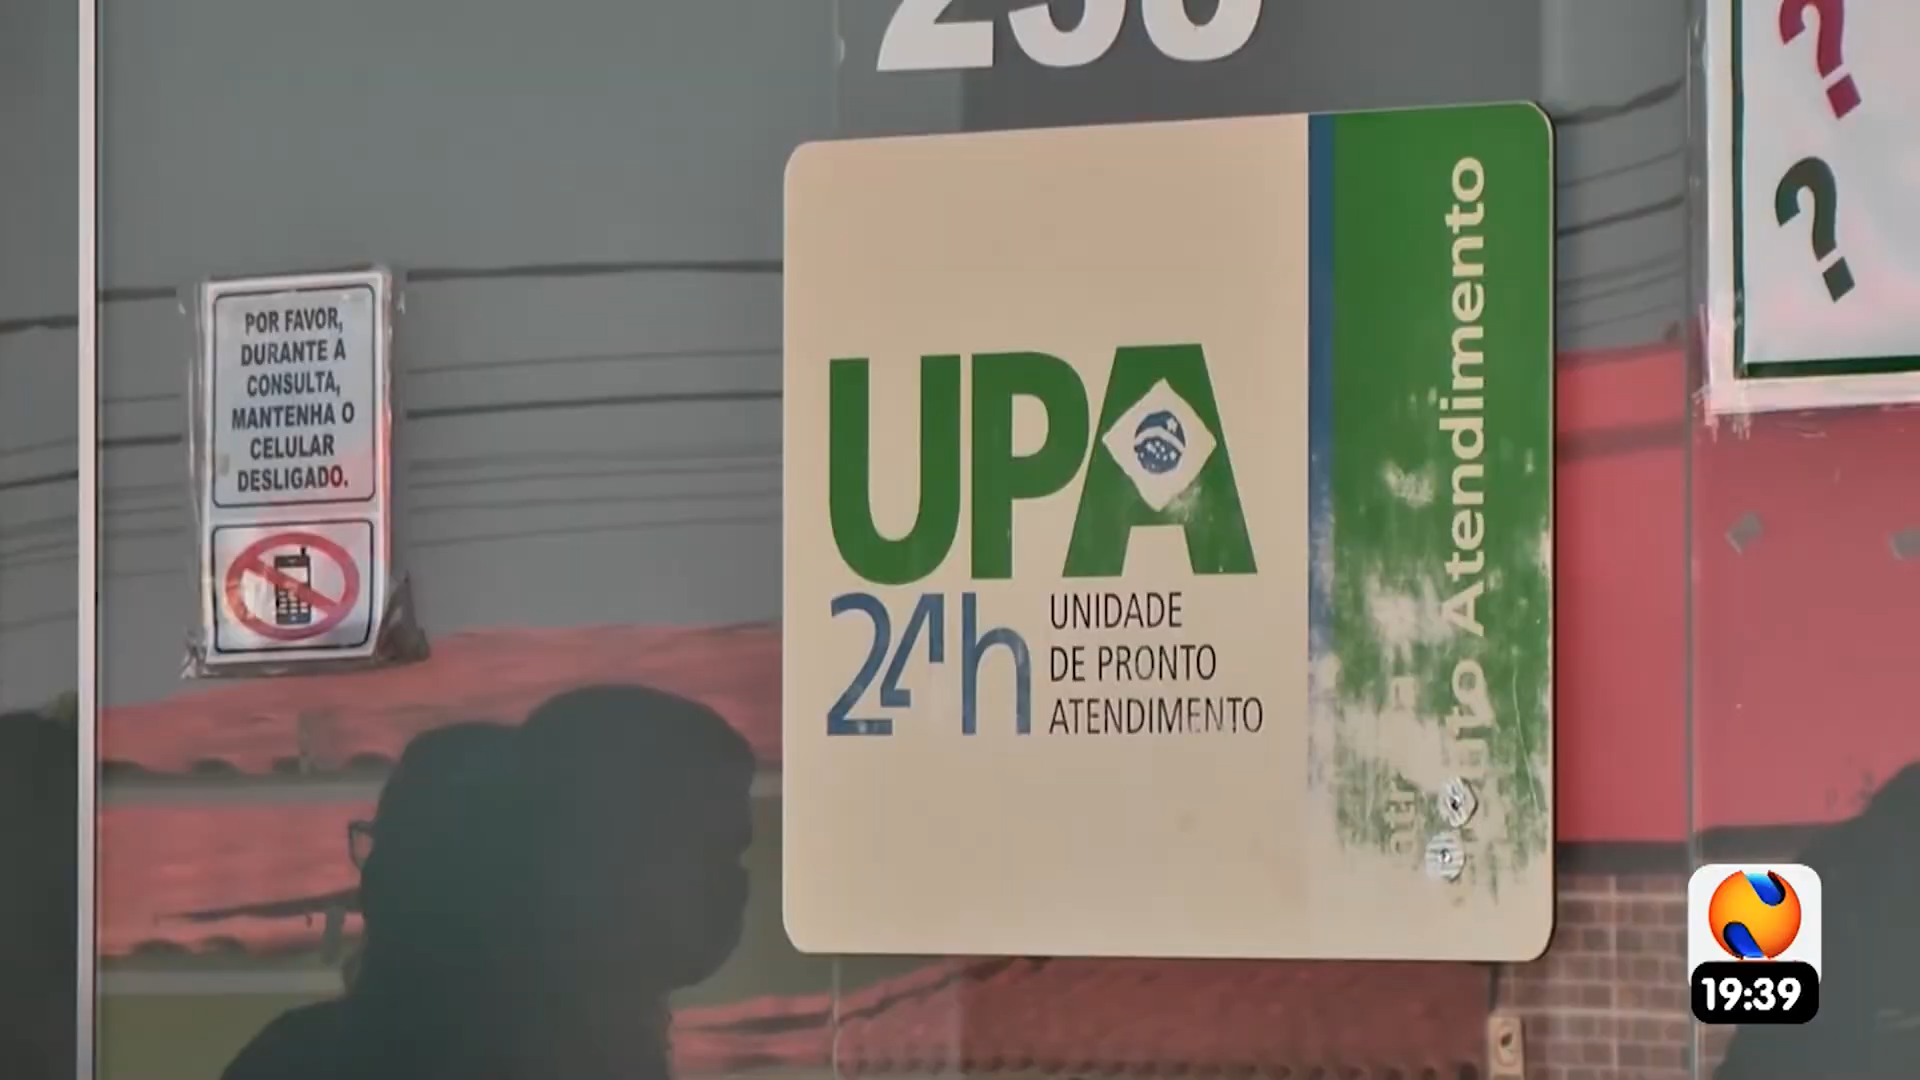 POR FAVOR,
DURANTE A
CONSULTA,
MANTENHA O
CELULAR
DESLIGADO.
UPA
24h
UNIDADE
DE PRONTO
ATENDIMENTO
Atendimento
?
?
19:39